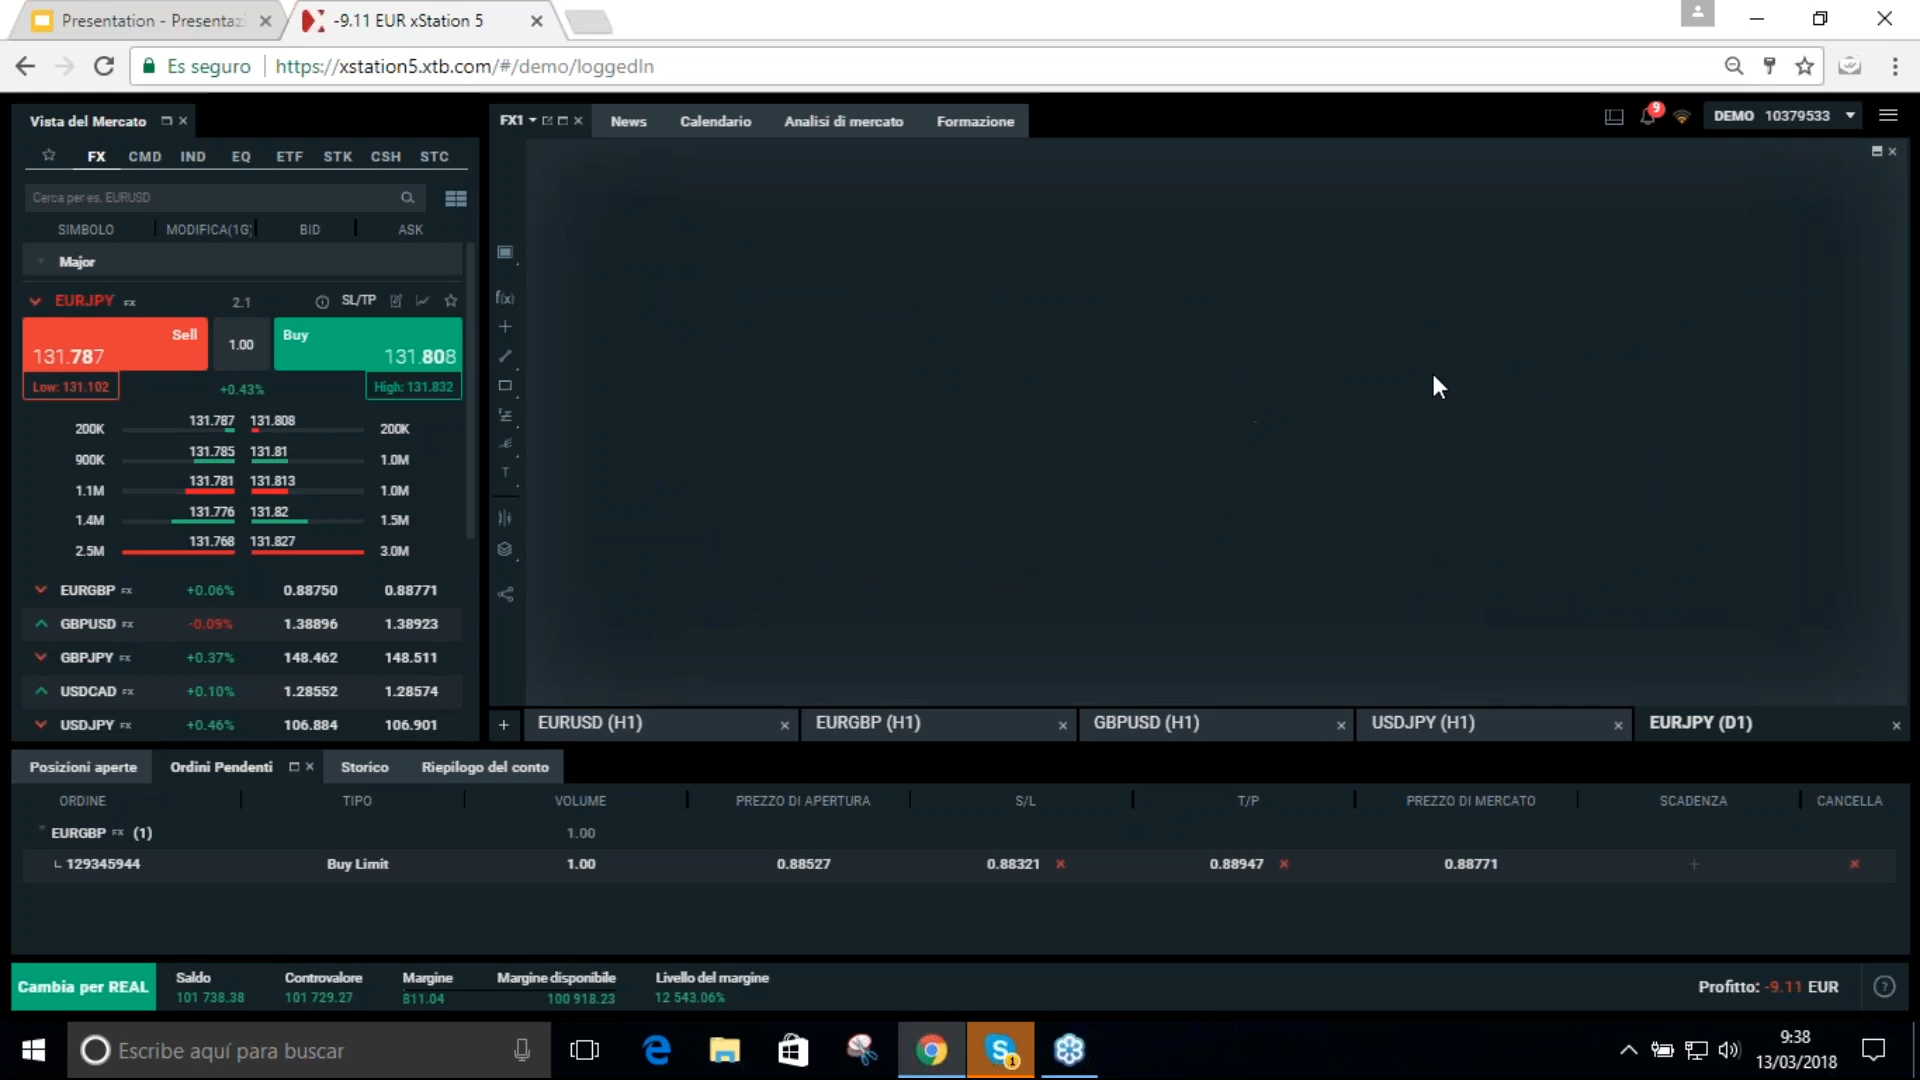 Presentation - Presentaz
-9.11 EUR xStation 5
Es seguro
https://xstation5.xtb.com/#/demo/loggedIn
Vista del Mercato
FX1
News
Calendario
Analisi di mercato
Formazione
9
DEMO 10379533
FX CMD IND EQ ETF STK CSH STC
Cerca per es. EURUSD
SIMBOLO MODIFICA(1G) BID ASK
Major
EURJPY FX 2.1 SL/TP
Sell 131.787
1.00
Buy 131.808
Low: 131.102 +0.43% High: 131.832
200K 131.787 131.808 200K
900K 131.785 131.81 1.0M
1.1M 131.781 131.813 1.0M
1.4M 131.776 131.82 1.5M
2.5M 131.768 131.827 3.0M
EURGBP FX +0.06% 0.88750 0.88771
GBPUSD FX -0.09% 1.38896 1.38923
GBPJPY FX +0.37% 148.462 148.511
USDCAD FX +0.10% 1.28552 1.28574
USDJPY FX +0.46% 106.884 106.901
f(x)
T
EURUSD (H1) EURGBP (H1) GBPUSD (H1) USDJPY (H1) EURJPY (D1)
Posizioni aperte Ordini Pendenti Storico Riepilogo del conto
ORDINE TIPO VOLUME PREZZO DI APERTURA S/L T/P PREZZO DI MERCATO SCADENZA CANCELLA
EURGBP FX (1) 1.00
129345944 Buy Limit 1.00 0.88527 0.88321 0.88947 0.88771
Cambia per REAL
Saldo Controvalore Margine Margine disponibile Livello del margine
101 738.38 101 729.27 811.04 100 918.23 12 543.06%
Profitto: -9.11 EUR
Escribe aquí para buscar
9:38
13/03/2018